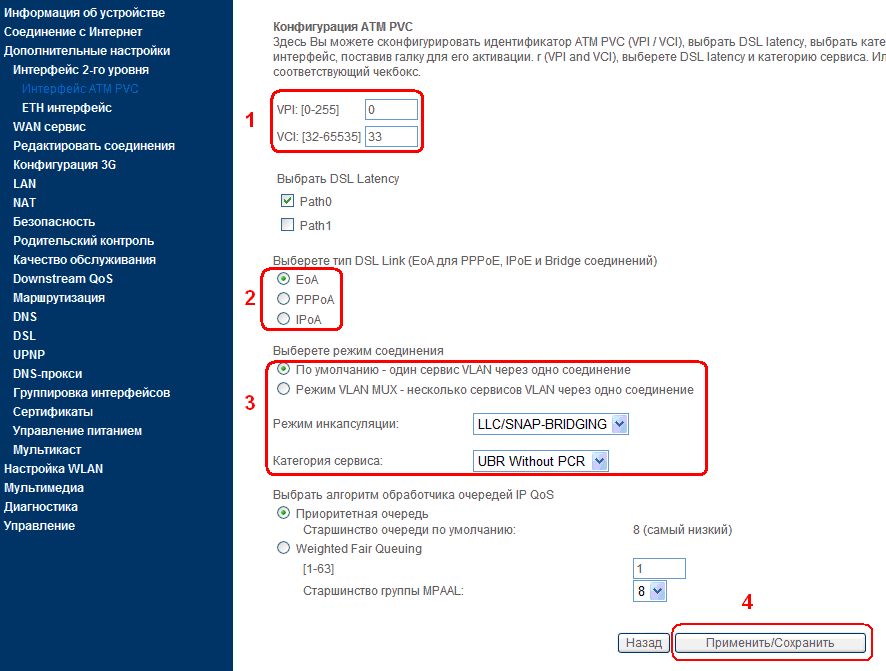 Информация об устройстве
Соединение с Интернет
Дополнительные настройки
Интерфейс 2-го уровня
Интерфейс ATM PVC
ETH интерфейс
WAN сервис
Редактировать соединения
Конфигурация 3G
LAN
NAT
Безопасность
Родительский контроль
Качество обслуживания
Downstream QoS
Маршрутизация
DNS
DSL
UPNP
DNS-прокси
Группировка интерфейсов
Сертификаты
Управление питанием
Мультикаст
Настройка WLAN
Мультимедиа
Диагностика
Управление
Конфигурация ATM PVC
Здесь Вы можете сконфигурировать идентификатор ATM PVC (VPI / VCI), выбрать DSL latency, выбрать кате
интерфейс, поставив галку для его активации. r (VPI and VCI), выберете DSL latency и категорию сервиса. Ил
соответствующий чекбокс.
1
VPI: [0-255] 0
VCI: [32-65535] 33
Выбрать DSL Latency
Path0
Path1
Выберете тип DSL Link (EoA для PPPoE, IPoE и Bridge соединений)
2
EoA
PPPoA
IPoA
Выберете режим соединения
По умолчанию - один сервис VLAN через одно соединение
Режим VLAN MUX - несколько сервисов VLAN через одно соединение
3
Режим инкапсуляции: LLC/SNAP-BRIDGING
Категория сервиса: UBR Without PCR
Выбрать алгоритм обработчика очередей IP QoS
Приоритетная очередь
Старшинство очереди по умолчанию: 8 (самый низкий)
Weighted Fair Queuing
[1-63] 1
Старшинство группы MPAAL: 8
4
Назад Применить/Сохранить